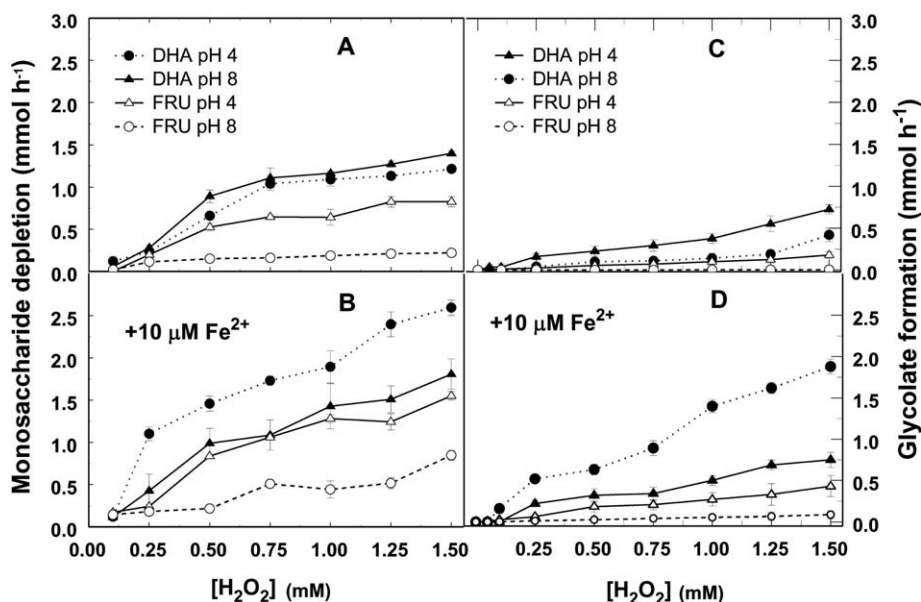 Monosaccharide depletion (mmol h-1)
3.0
2.5
2.0
1.5
1.0
0.5
0.0
A
DHA pH 4
DHA pH 8
FRU pH 4
FRU pH 8
C
DHA pH 4
DHA pH 8
FRU pH 4
FRU pH 8
3.0
2.5
2.0
1.5
1.0
0.5
0.0
Glycolate formation (mmol h-1)
B
+10 μM Fe2+
2.5
2.0
1.5
1.0
0.5
0.0
D
+10 μM Fe2+
2.5
2.0
1.5
1.0
0.5
0.0
0.00 0.25 0.50 0.75 1.00 1.25 1.50
0.25 0.50 0.75 1.00 1.25 1.50
[H2O2] (mM)
[H2O2] (mM)